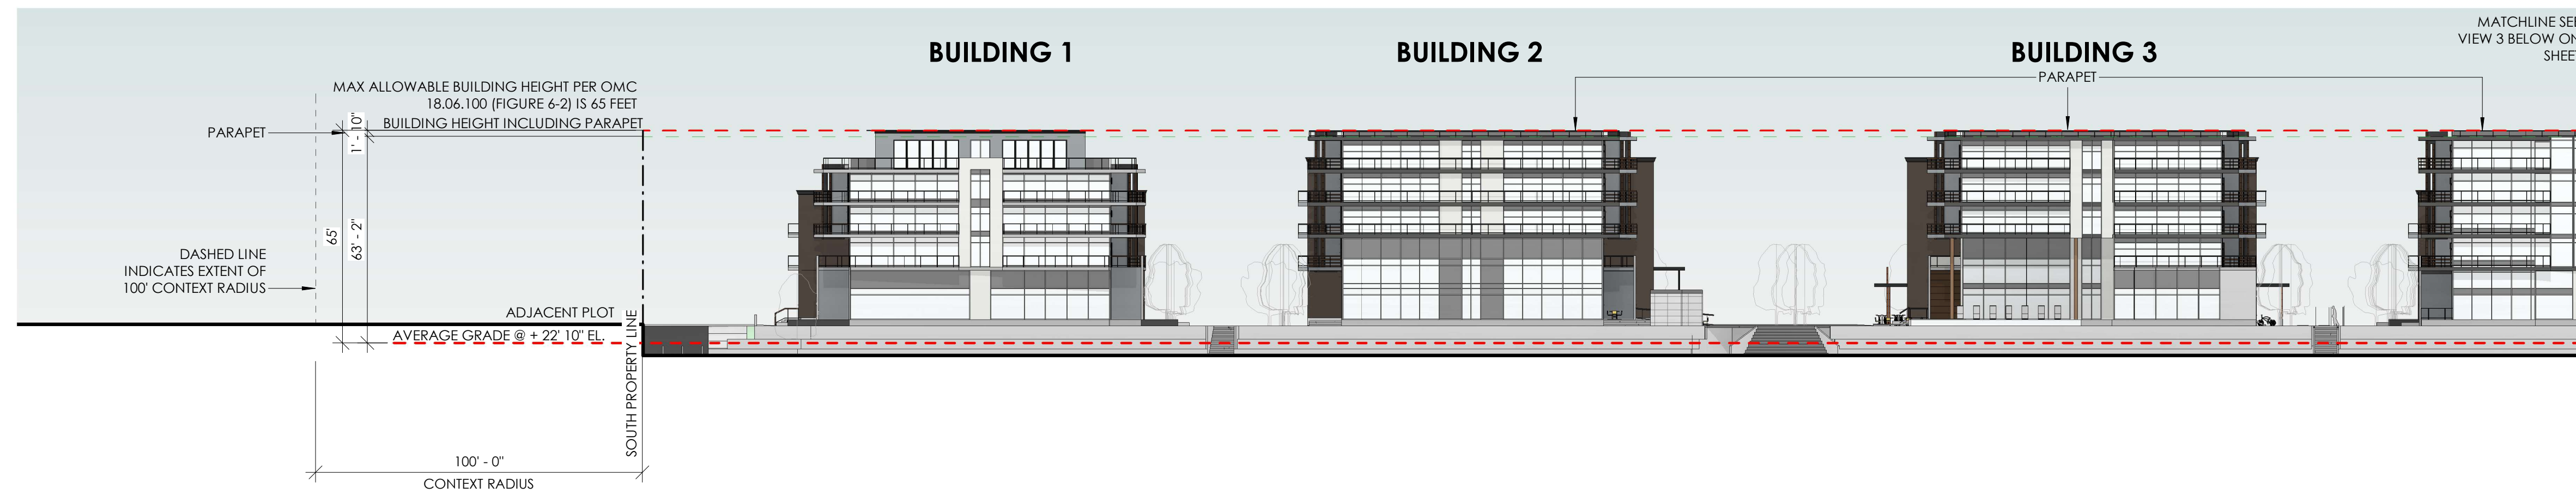 MATCHLINE SE
VIEW 3 BELOW ON
SHEE
BUILDING 1
BUILDING 2
BUILDING 3
PARAPET
MAX ALLOWABLE BUILDING HEIGHT PER OMC
18.06.100 (FIGURE 6-2) IS 65 FEET
BUILDING HEIGHT INCLUDING PARAPET
PARAPET
1' - 10"
65'
63' - 2"
DASHED LINE
INDICATES EXTENT OF
100' CONTEXT RADIUS
ADJACENT PLOT
AVERAGE GRADE @ + 22' 10" EL.
SOUTH PROPERTY LINE
100' - 0"
CONTEXT RADIUS